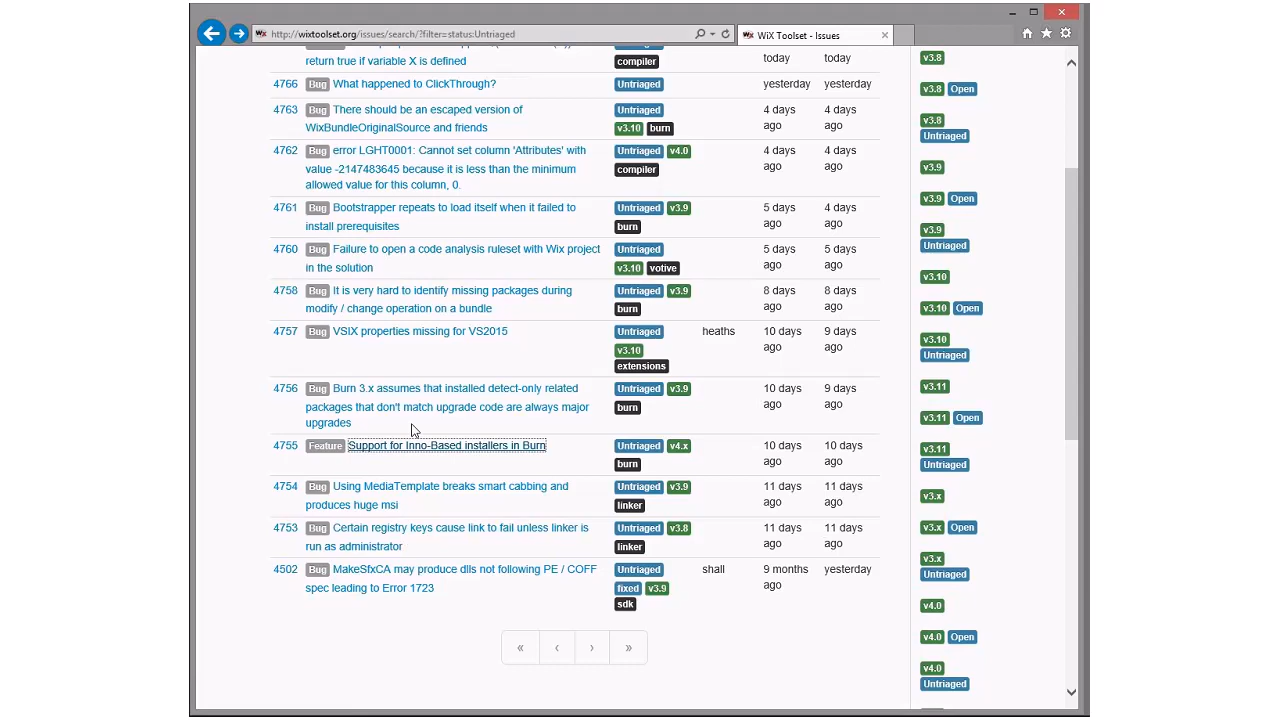 http://wixtoolset.org/issues/search/?filter=status:Untriaged
WiX Toolset - Issues
return true if variable X is defined
compiler
today
today
4766 Bug What happened to ClickThrough? Untriaged yesterday yesterday
4763 Bug There should be an escaped version of Untriaged 4 days 4 days
WixBundleOriginalSource and friends v3.10 burn ago ago
4762 Bug error LGHT0001: Cannot set column 'Attributes' with Untriaged v4.0 4 days 4 days
value -2147483645 because it is less than the minimum compiler ago ago
allowed value for this column, 0.
4761 Bug Bootstrapper repeats to load itself when it failed to Untriaged v3.9 5 days 4 days
install prerequisites burn ago ago
4760 Bug Failure to open a code analysis ruleset with Wix project Untriaged 5 days 5 days
in the solution v3.10 votive ago ago
4758 Bug It is very hard to identify missing packages during Untriaged v3.9 8 days 8 days
modify / change operation on a bundle burn ago ago
4757 Bug VSIX properties missing for VS2015 Untriaged heaths 10 days 9 days
v3.10 ago ago
extensions
4756 Bug Burn 3.x assumes that installed detect-only related Untriaged v3.9 10 days 9 days
packages that don't match upgrade code are always major burn ago ago
upgrades
4755 Feature Support for Inno-Based installers in Burn Untriaged v4.x 10 days 10 days
burn ago ago
4754 Bug Using MediaTemplate breaks smart cabbing and Untriaged v3.9 11 days 11 days
produces huge msi linker ago ago
4753 Bug Certain registry keys cause link to fail unless linker is Untriaged v3.8 11 days 11 days
run as administrator linker ago ago
4502 Bug MakeSfxCA may produce dlls not following PE / COFF Untriaged shall 9 months yesterday
spec leading to Error 1723 fixed v3.9 ago
sdk
« ‹ › »
v3.8
v3.8 Open
v3.8
Untriaged
v3.9
v3.9 Open
v3.9
Untriaged
v3.10
v3.10 Open
v3.10
Untriaged
v3.11
v3.11 Open
v3.11
Untriaged
v3.x
v3.x Open
v3.x
Untriaged
v4.0
v4.0 Open
v4.0
Untriaged